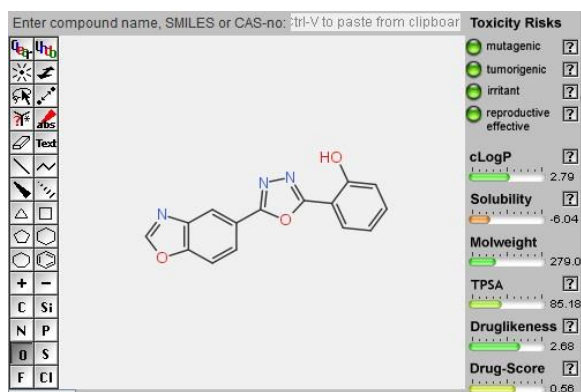 Enter compound name, SMILES or CAS-no: Ctrl-V to paste from clipboar
Toxicity Risks
mutagenic ?
tumorigenic ?
irritant ?
reproductive
effective ?
cLogP ?
2.79
Solubility ?
-6.04
Molweight
279.0
TPSA ?
85.18
Druglikeness ?
2.68
Drug-Score ?
0.56
abs
Text
+ −
C Si
N P
O S
F Cl
HO
N N
N
O
O